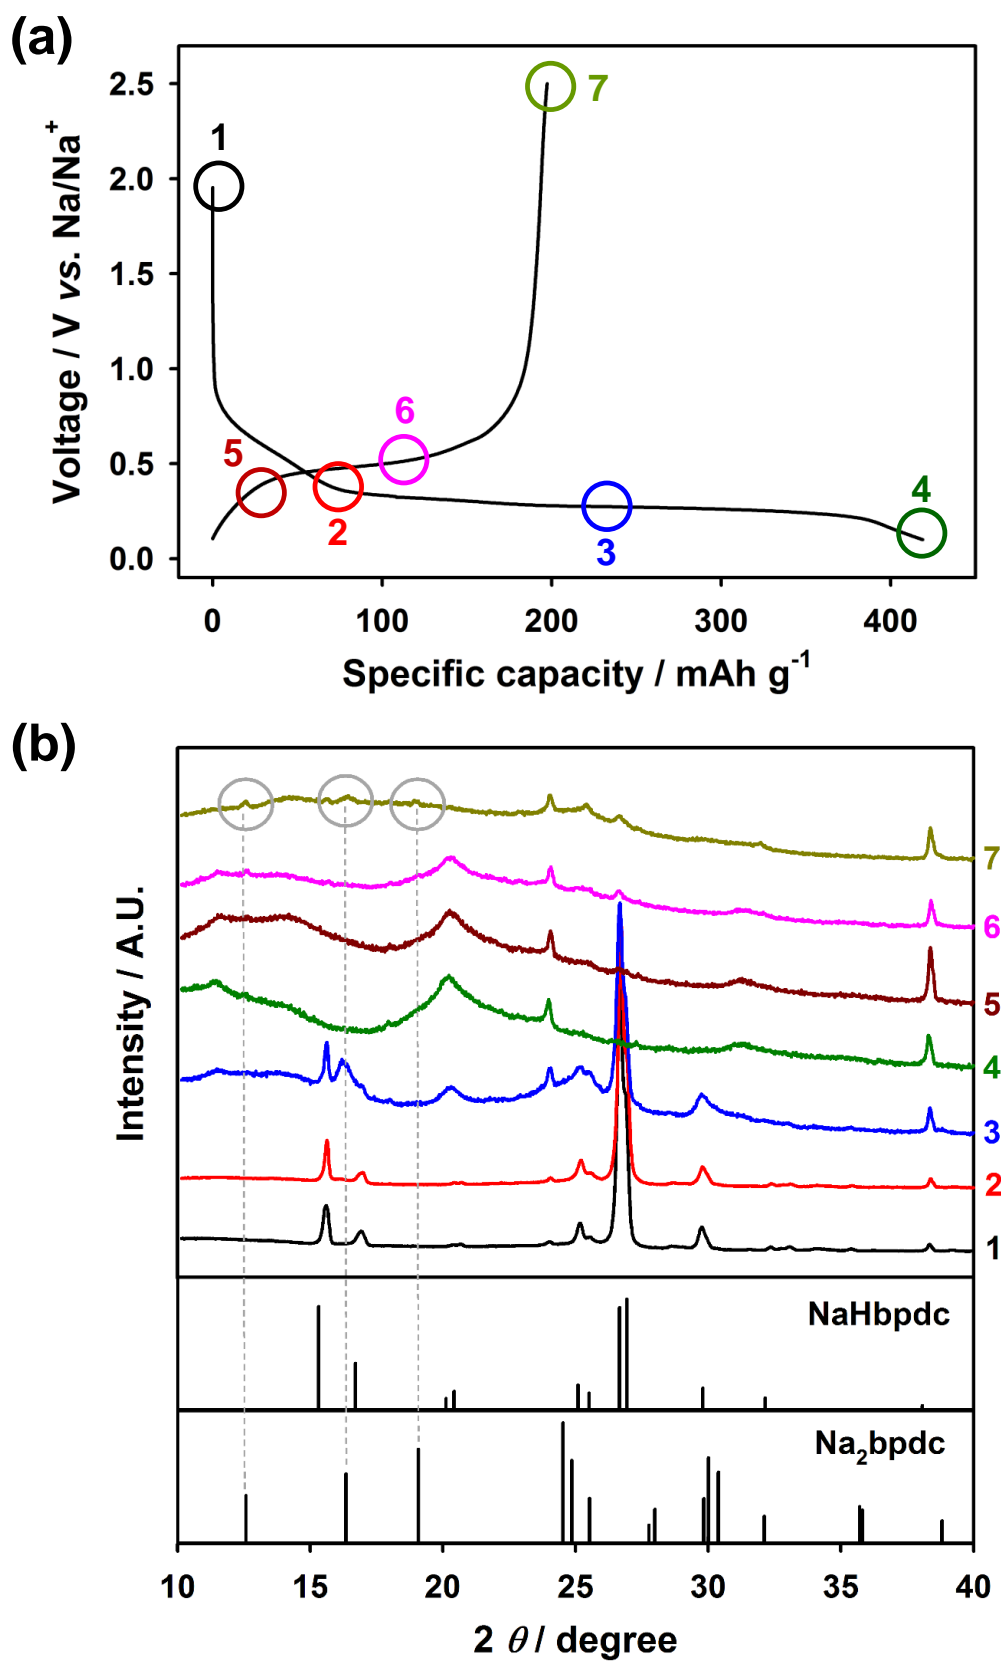 (a)
2.5
2.0
1.5
1.0
0.5
0.0
Voltage / V vs. Na/Na+
1
7
6
5
2
3
4
0 100 200 300 400
Specific capacity / mAh g-1
(b)
Intensity / A.U.
7
6
5
4
3
2
1
NaHbpdc
Na2bpdc
10 15 20 25 30 35 40
2 θ / degree